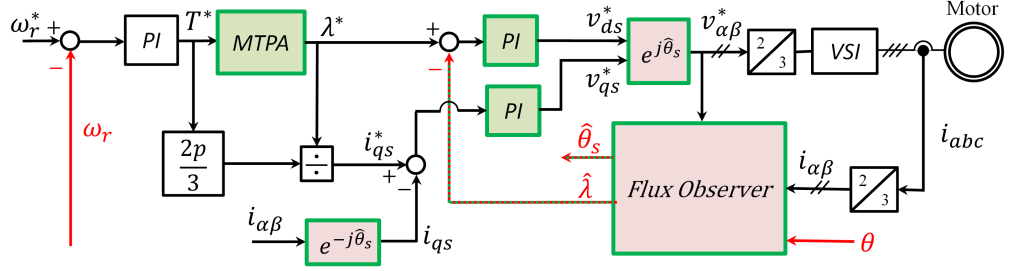 ω_r^* + − PI T^* MTPA λ^* + − PI v_ds^* e^{jθ̂_s} v_αβ^* 2/3 VSI Motor
ω_r
v_qs^*
PI
2p/3 ÷ i_qs^* + −
θ̂_s
λ̂
Flux Observer
i_αβ 2/3 i_abc
i_αβ e^{-jθ̂_s} i_qs
θ